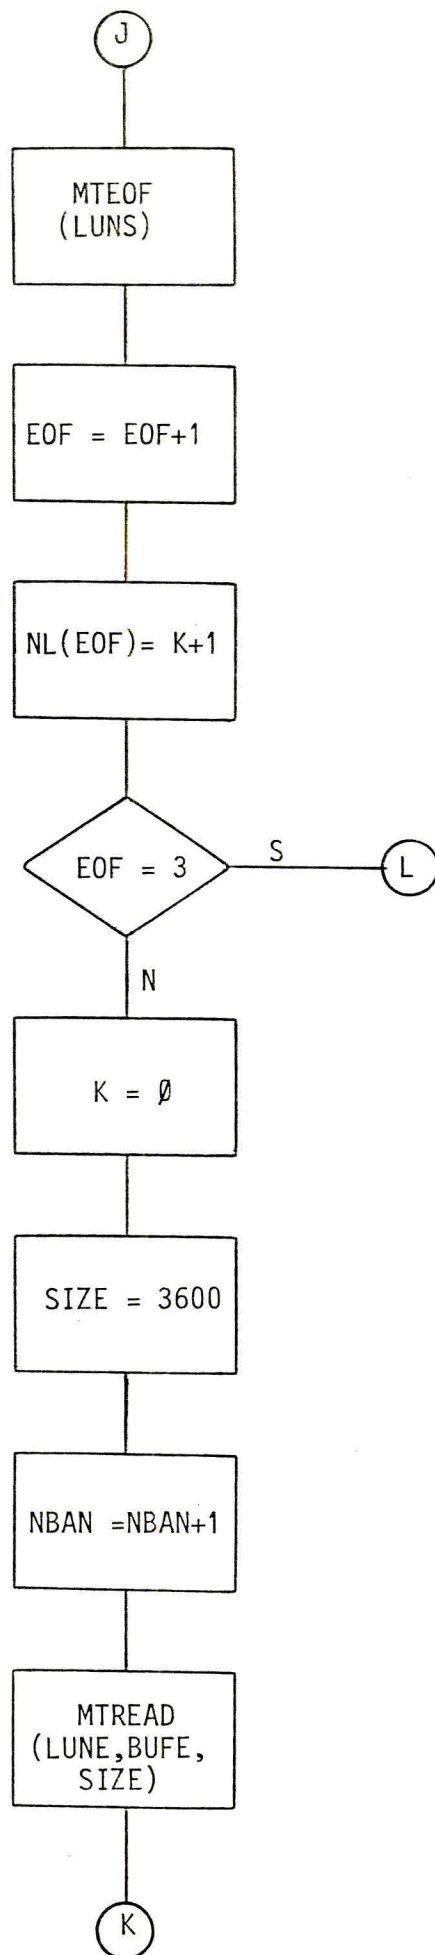 J
MTEOF
(LUNS)
EOF = EOF+1
NL(EOF)= K+1
EOF = 3
S
L
N
K = Ø
SIZE = 3600
NBAN =NBAN+1
MTREAD
(LUNE,BUFE,
SIZE)
K